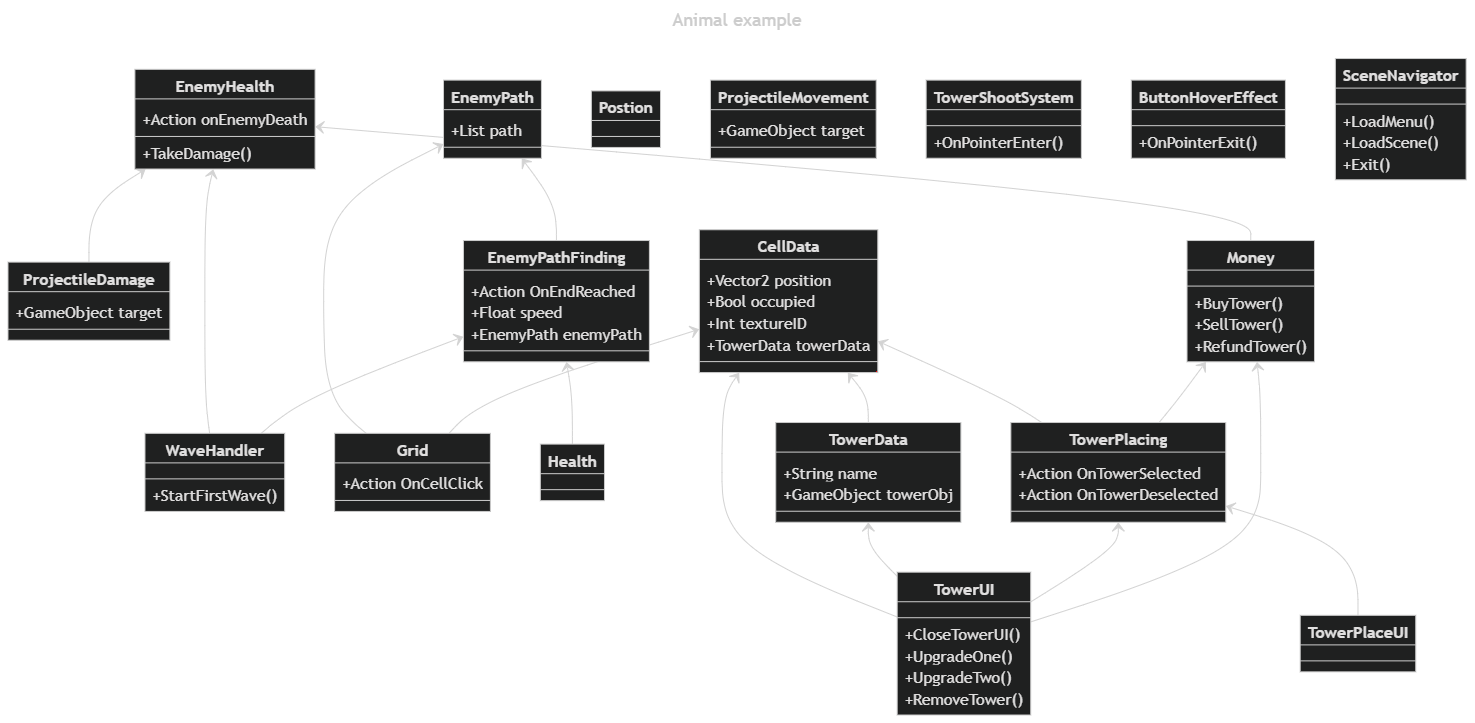 Animal example
EnemyHealth
+Action onEnemyDeath
+TakeDamage()
EnemyPath
+List path
Postion
ProjectileMovement
+GameObject target
TowerShootSystem
+OnPointerEnter()
ButtonHoverEffect
+OnPointerExit()
SceneNavigator
+LoadMenu()
+LoadScene()
+Exit()
ProjectileDamage
+GameObject target
EnemyPathFinding
+Action OnEndReached
+Float speed
+EnemyPath enemyPath
CellData
+Vector2 position
+Bool occupied
+Int textureID
+TowerData towerData
Money
+BuyTower()
+SellTower()
+RefundTower()
WaveHandler
+StartFirstWave()
Grid
+Action OnCellClick
Health
TowerData
+String name
+GameObject towerObj
TowerPlacing
+Action OnTowerSelected
+Action OnTowerDeselected
TowerUI
+CloseTowerUI()
+UpgradeOne()
+UpgradeTwo()
+RemoveTower()
TowerPlaceUI